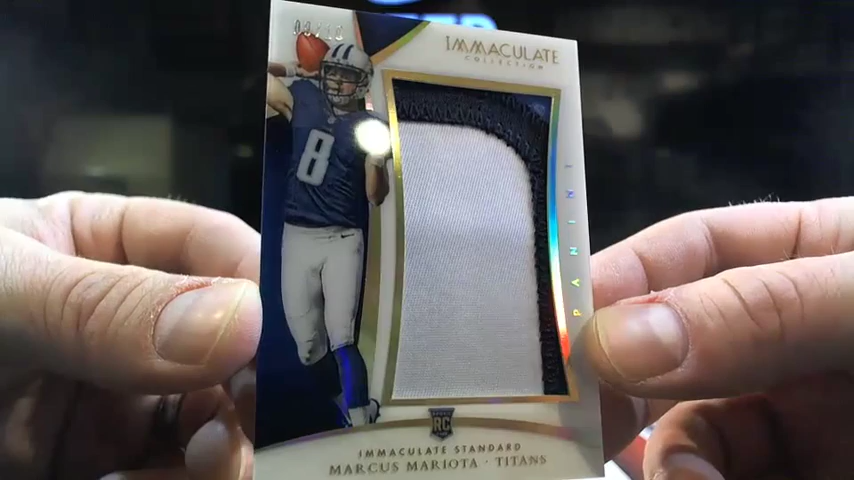 IMMACULATE
COLLECTION
8
PANINI
RC
IMMACULATE STANDARD
MARCUS MARIOTA · TITANS